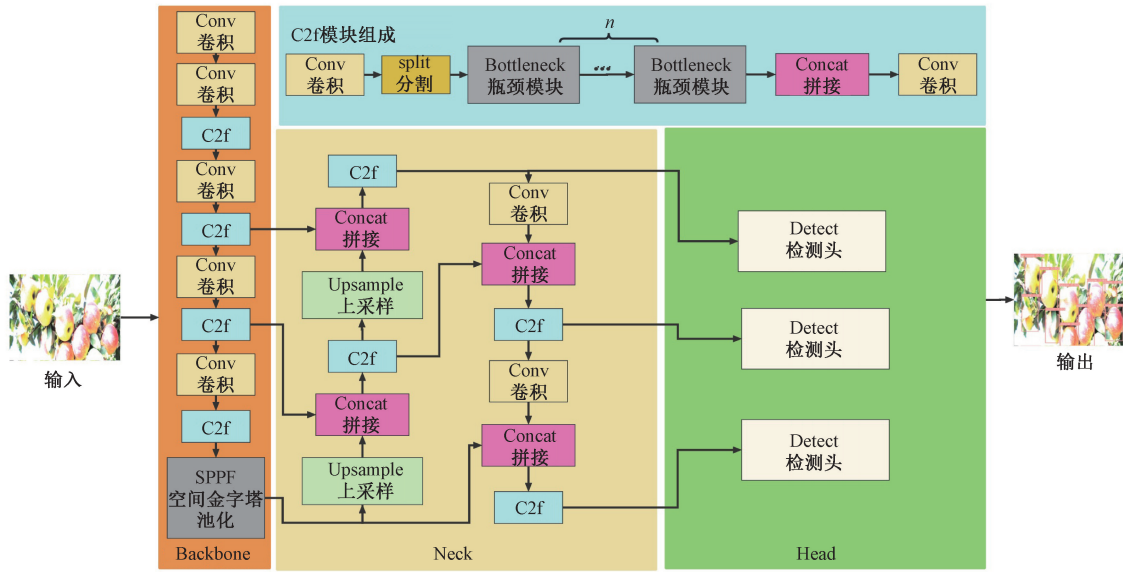 Conv
卷积
Conv
卷积
C2f
Conv
卷积
C2f
Conv
卷积
C2f
Conv
卷积
C2f
SPPF
空间金字塔
池化
Backbone
输入
C2f模块组成
n
Conv
卷积
split
分割
Bottleneck
瓶颈模块
...
Bottleneck
瓶颈模块
Concat
拼接
Conv
卷积
C2f
Concat
拼接
Upsample
上采样
C2f
Concat
拼接
Upsample
上采样
Conv
卷积
Concat
拼接
C2f
Conv
卷积
Concat
拼接
C2f
Neck
Detect
检测头
Detect
检测头
Detect
检测头
Head
输出